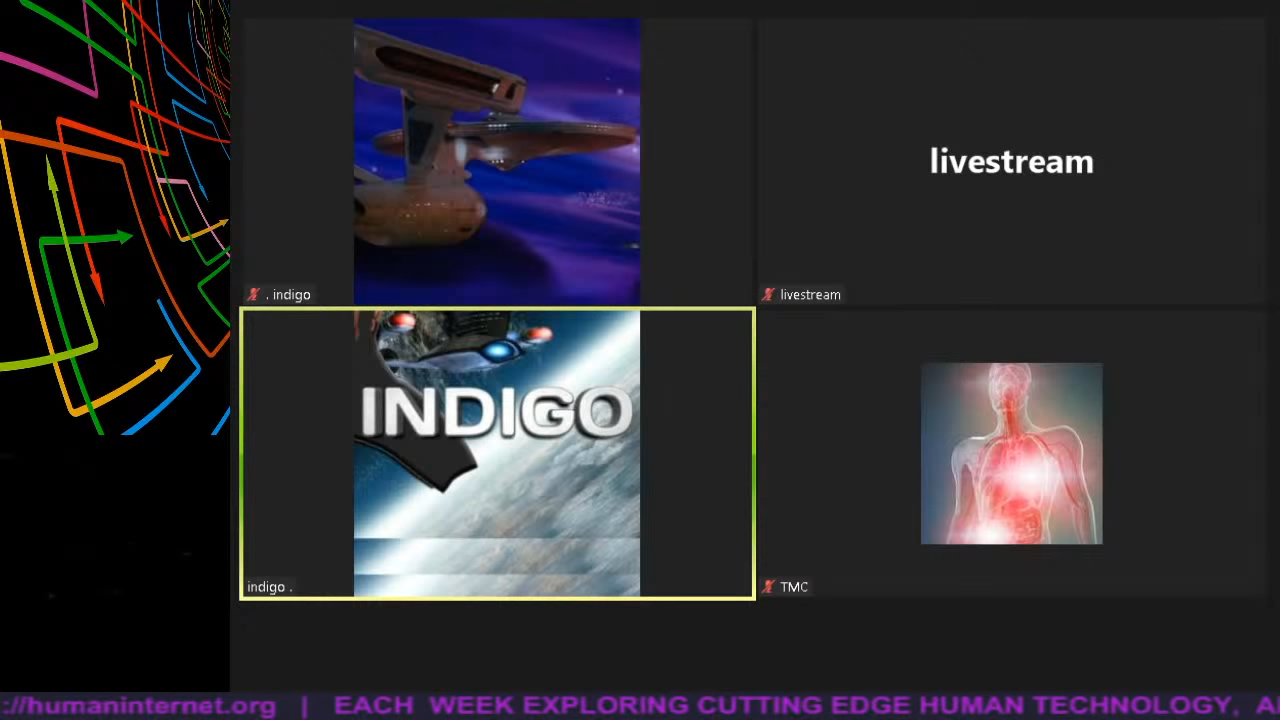 livestream
. indigo
livestream
INDIGO
indigo .
TMC
://humaninternet.org | EACH WEEK EXPLORING CUTTING EDGE HUMAN TECHNOLOGY,